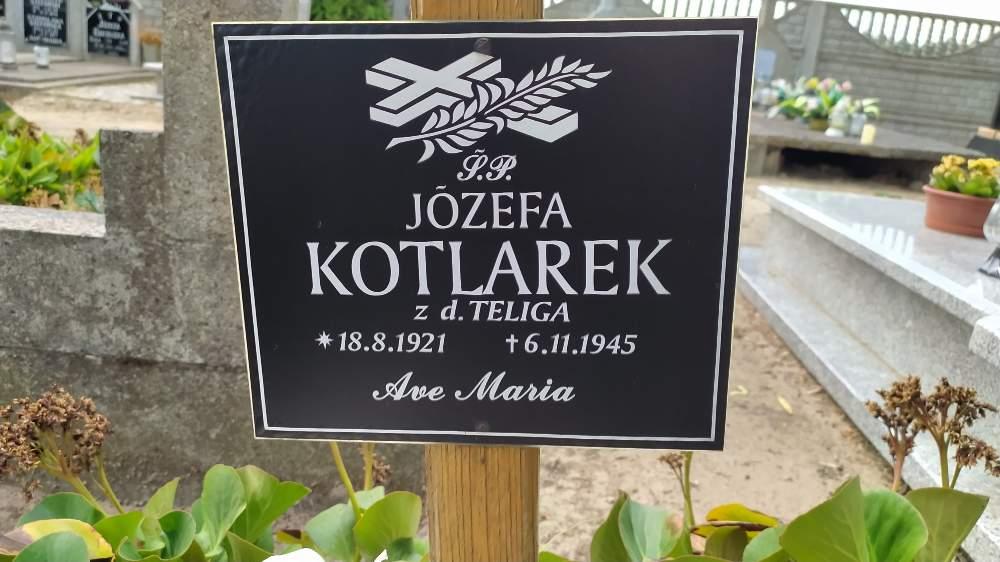 Ś.P.
JÓZEFA
KOTLAREK
z d. TELIGA
*18.8.1921 †6.11.1945
Ave Maria